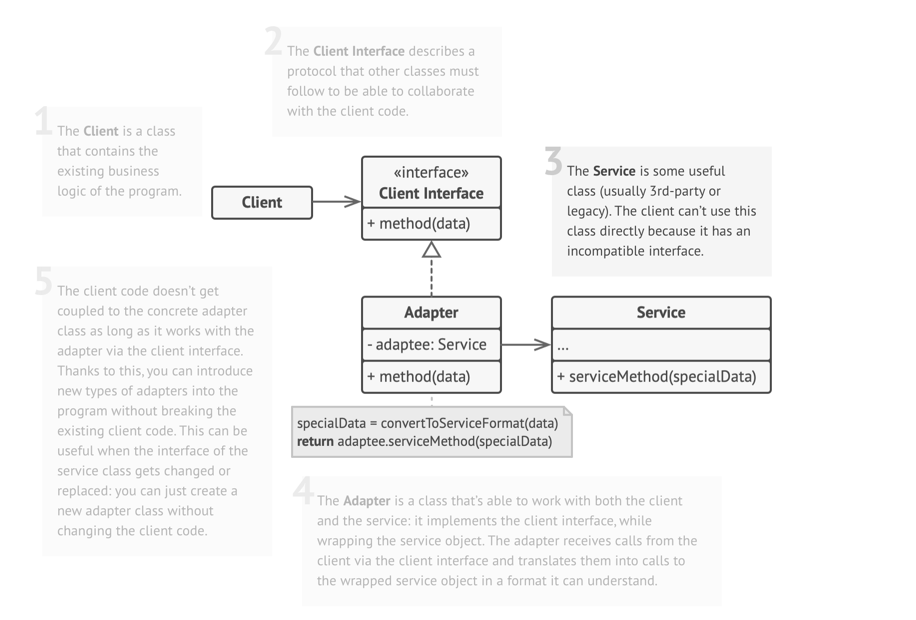 1
The Client is a class
that contains the
existing business
logic of the program.
2
The Client Interface describes a
protocol that other classes must
follow to be able to collaborate
with the client code.
3
The Service is some useful
class (usually 3rd-party or
legacy). The client can't use this
class directly because it has an
incompatible interface.
Client
«interface»
Client Interface
+ method(data)
Adapter
- adaptee: Service
+ method(data)
Service
...
+ serviceMethod(specialData)
specialData = convertToServiceFormat(data)
return adaptee.serviceMethod(specialData)
4
The Adapter is a class that's able to work with both the client
and the service: it implements the client interface, while
wrapping the service object. The adapter receives calls from the
client via the client interface and translates them into calls to
the wrapped service object in a format it can understand.
5
The client code doesn't get
coupled to the concrete adapter
class as long as it works with the
adapter via the client interface.
Thanks to this, you can introduce
new types of adapters into the
program without breaking the
existing client code. This can be
useful when the interface of the
service class gets changed or
replaced: you can just create a
new adapter class without
changing the client code.